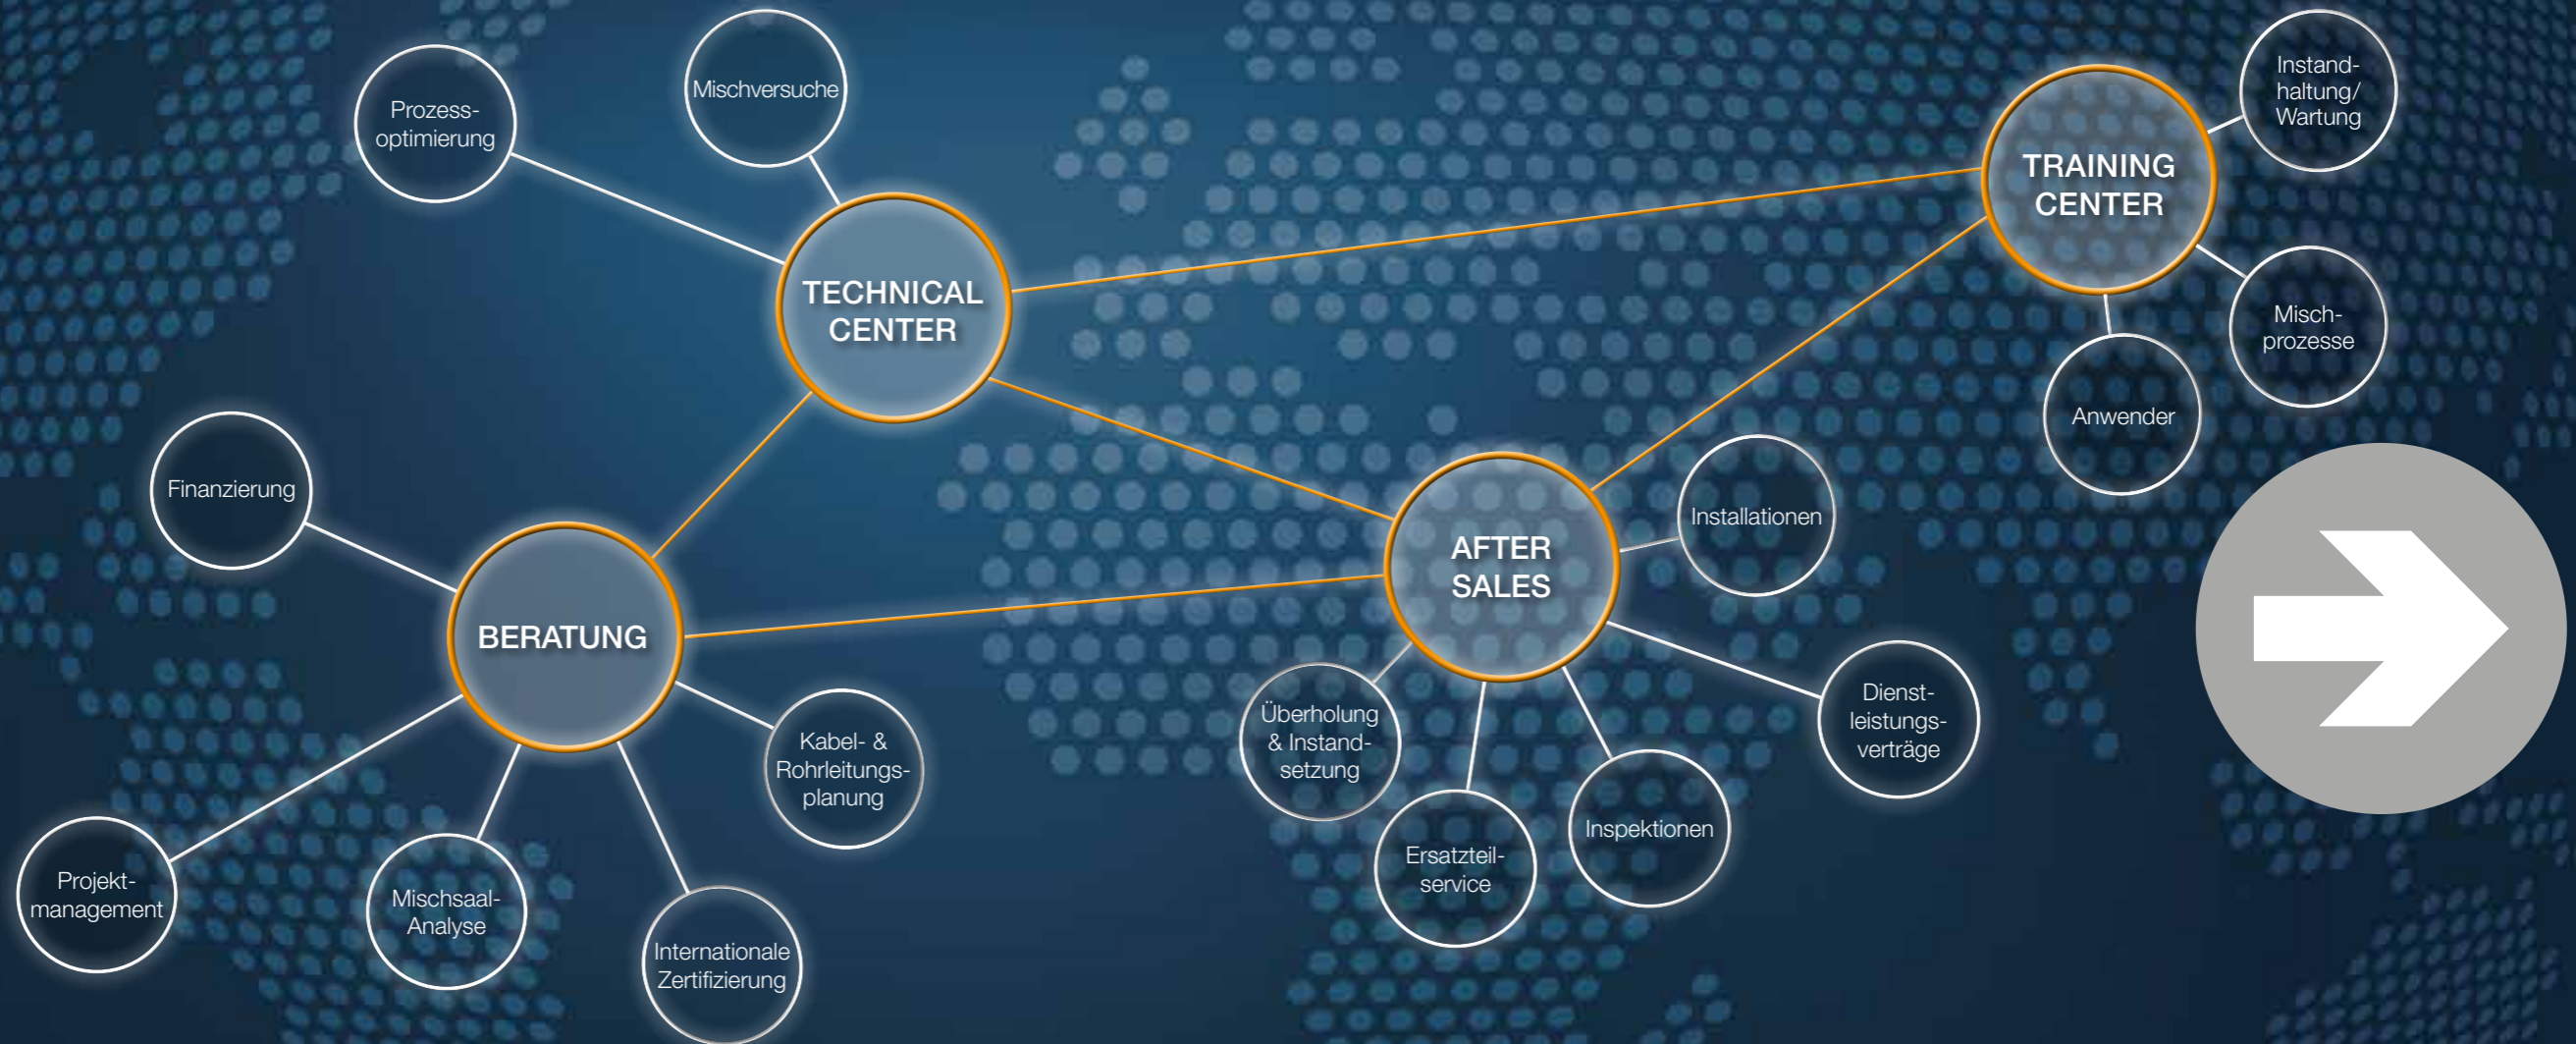 Prozess-
optimierung
Mischversuche
TECHNICAL
CENTER
TRAINING
CENTER
Instand-
haltung/
Wartung
Misch-
prozesse
Anwender
Finanzierung
BERATUNG
Projekt-
management
Mischsaal-
Analyse
Internationale
Zertifizierung
Kabel- &
Rohrleitungs-
planung
AFTER
SALES
Installationen
Dienst-
leistungs-
verträge
Inspektionen
Ersatzteil-
service
Überholung
& Instand-
setzung